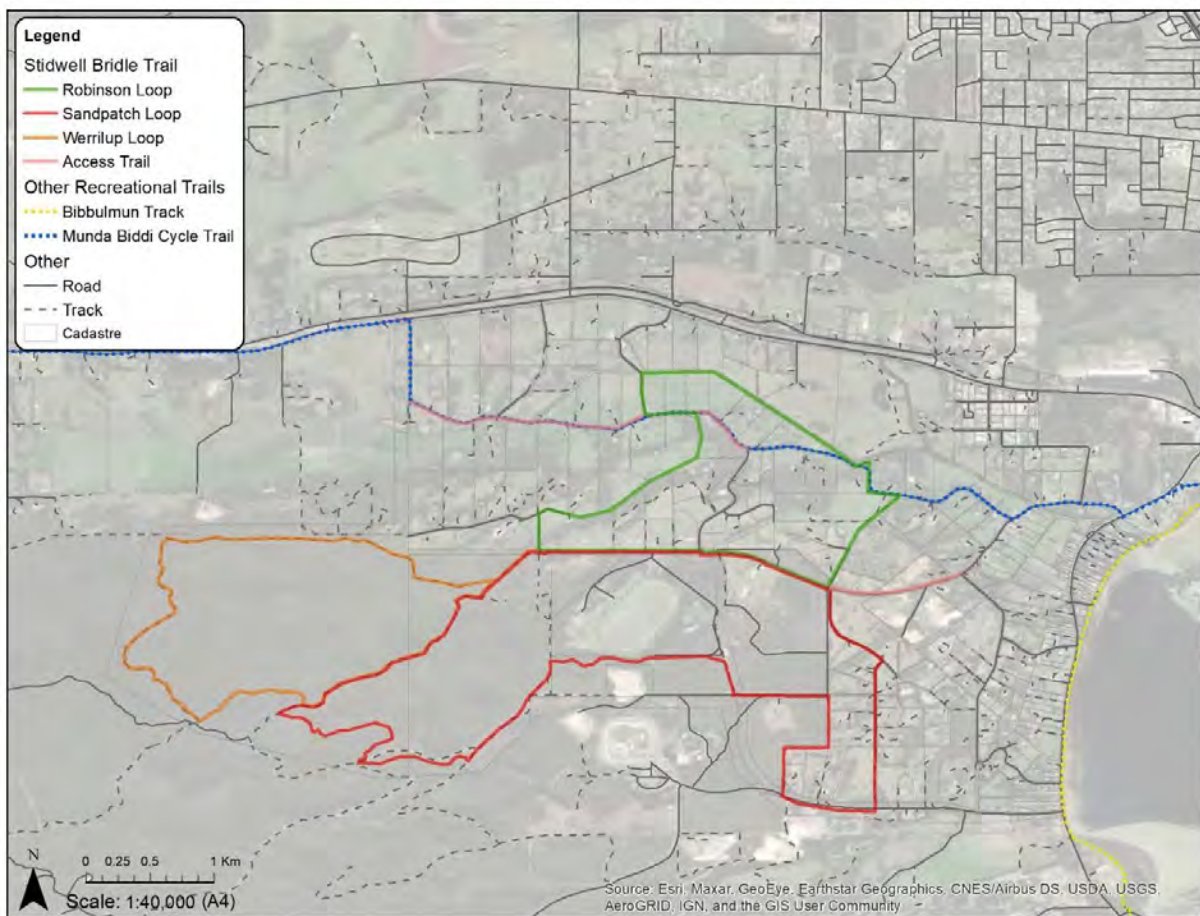 Legend
Stidwell Bridle Trail
Robinson Loop
Sandpatch Loop
Werrilup Loop
Access Trail
Other Recreational Trails
Bibbulmun Track
Munda Biddi Cycle Trail
Other
Road
Track
Cadastre
N
0 0.25 0.5 1 Km
Scale: 1:40,000 (A4)
Source: Esri, Maxar, GeoEye, Earthstar Geographics, CNES/Airbus DS, USDA, USGS,
AeroGRID, IGN, and the GIS User Community